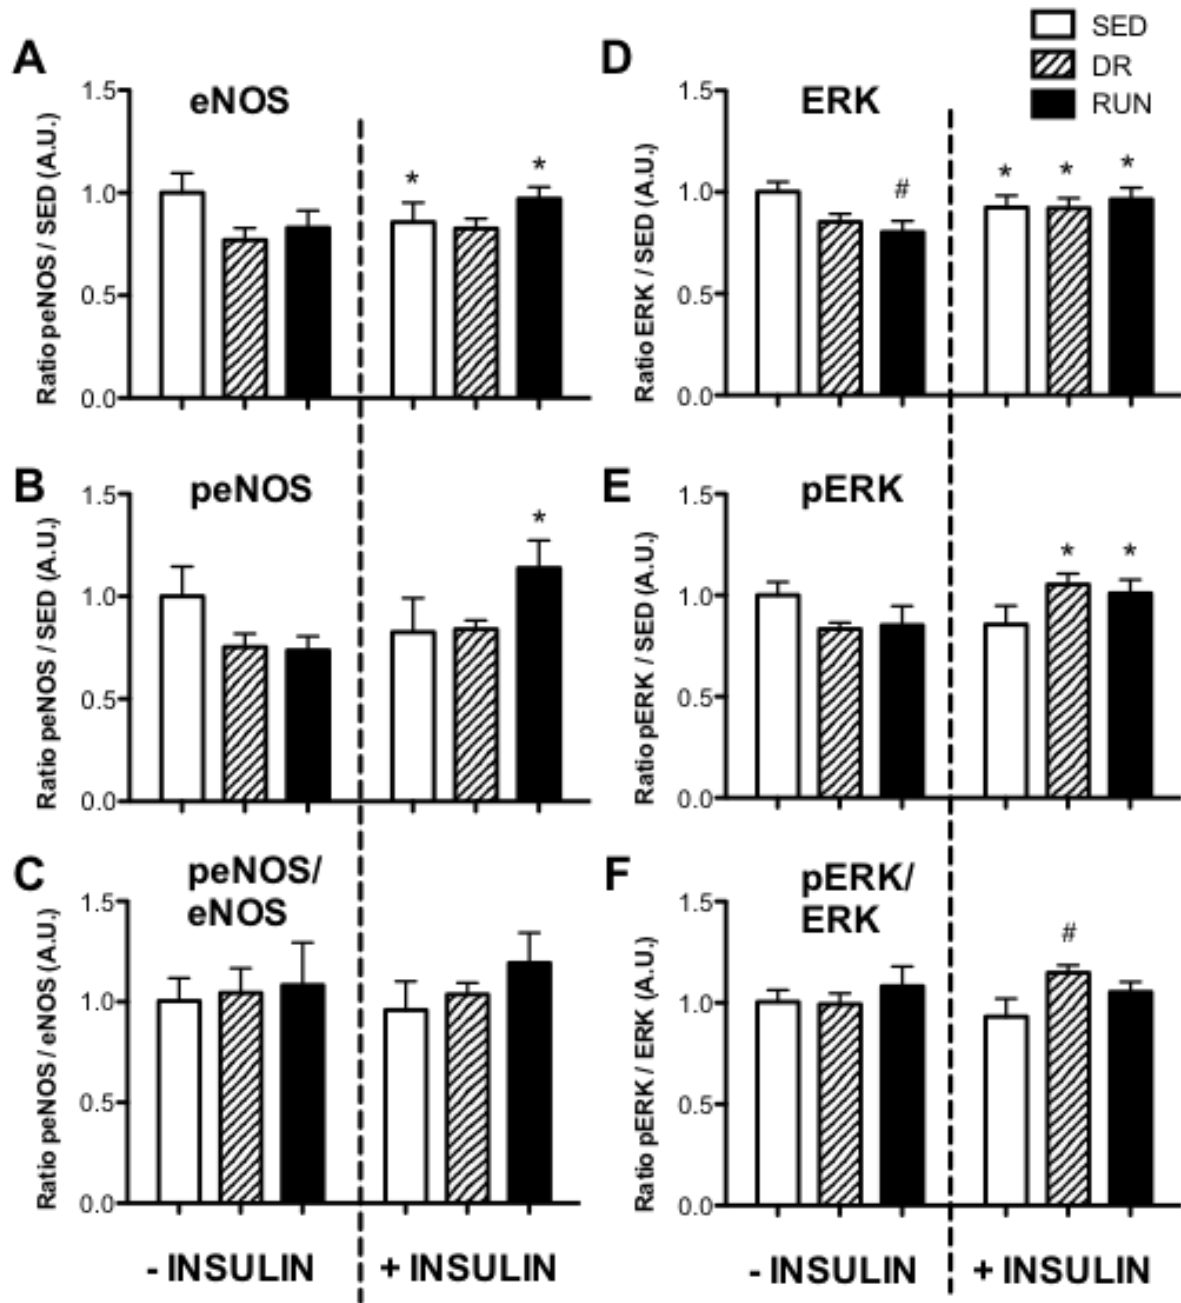 SED
DR
RUN
A
eNOS
Ratio peNOS / SED (A.U.)
1.5
1.0
0.5
0.0
*
*
D
ERK
Ratio ERK / SED (A.U.)
1.5
1.0
0.5
0.0
#
*
*
*
B
peNOS
Ratio peNOS / SED (A.U.)
1.5
1.0
0.5
0.0
*
E
pERK
Ratio pERK / SED (A.U.)
1.5
1.0
0.5
0.0
*
*
C
peNOS/
eNOS
Ratio peNOS / eNOS (A.U.)
1.5
1.0
0.5
0.0
- INSULIN
+ INSULIN
F
pERK/
ERK
Ratio pERK / ERK (A.U.)
1.5
1.0
0.5
0.0
#
- INSULIN
+ INSULIN